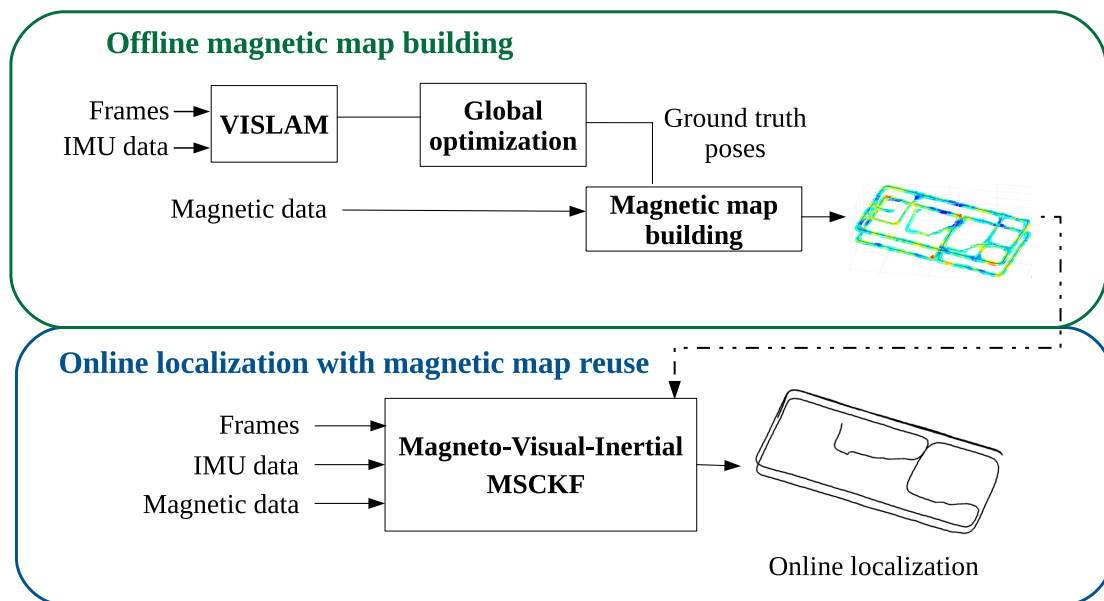 Offline magnetic map building
Frames
IMU data
VISLAM
Global
optimization
Ground truth
poses
Magnetic data
Magnetic map
building
Online localization with magnetic map reuse
Frames
IMU data
Magnetic data
Magneto-Visual-Inertial
MSCKF
Online localization